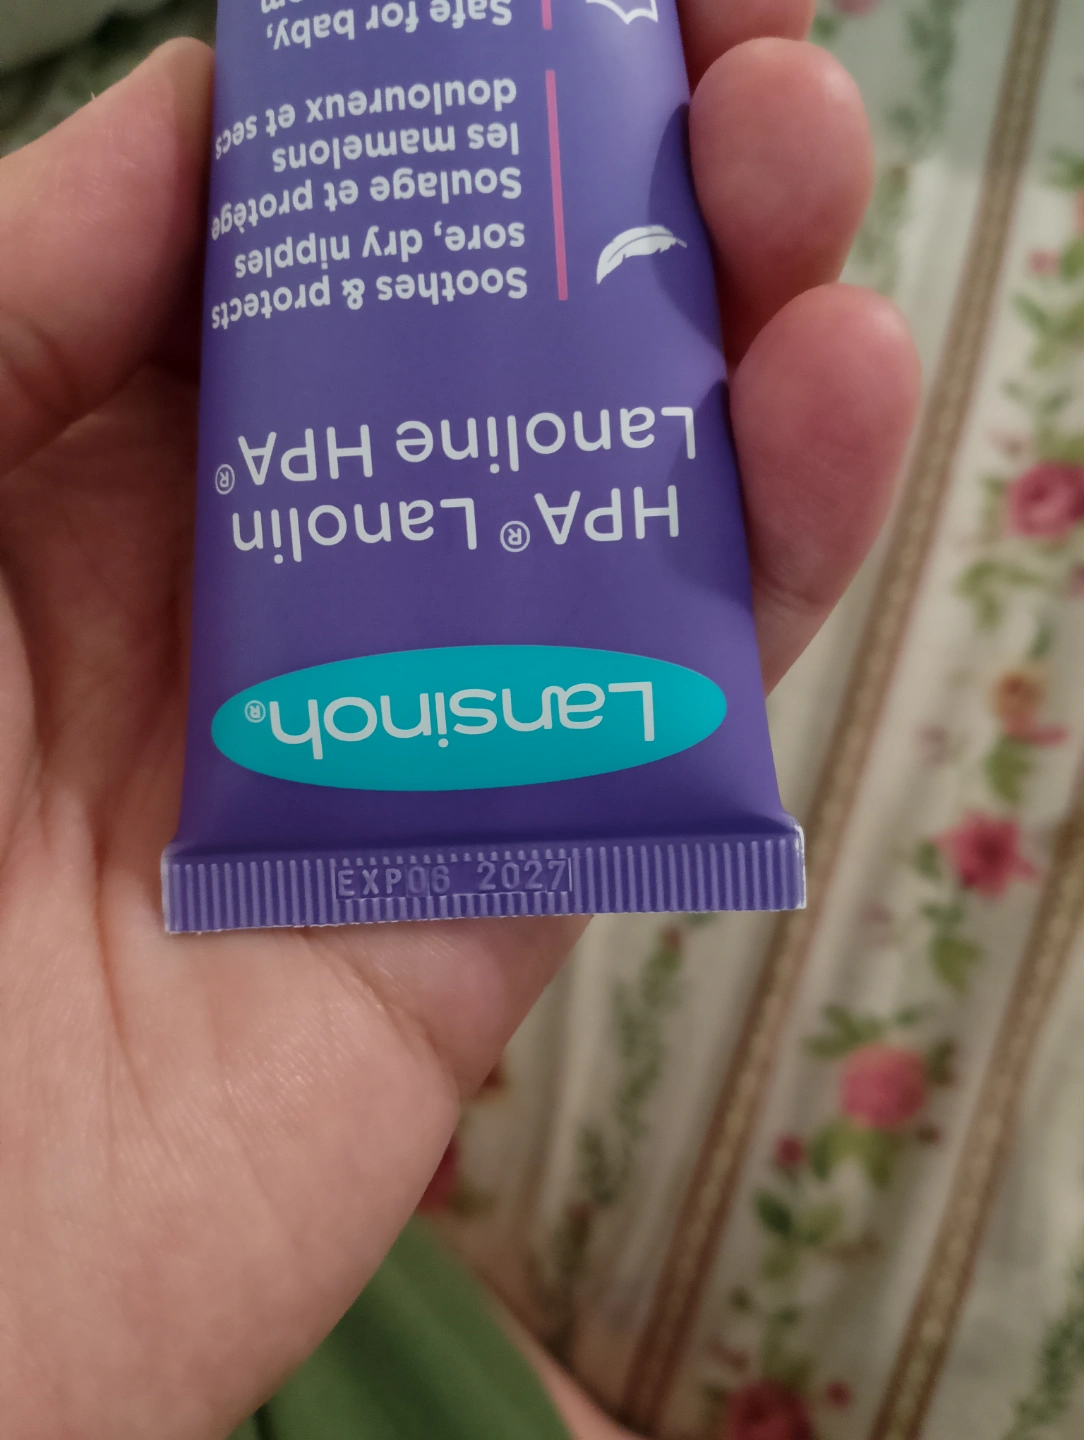 Lansinoh®
HPA® Lanolin
Lanoline HPA®
Soothes & protects
sore, dry nipples
Soulage et protège
les mamelons
douloureux et secs
Safe for baby,
EXP06 2027